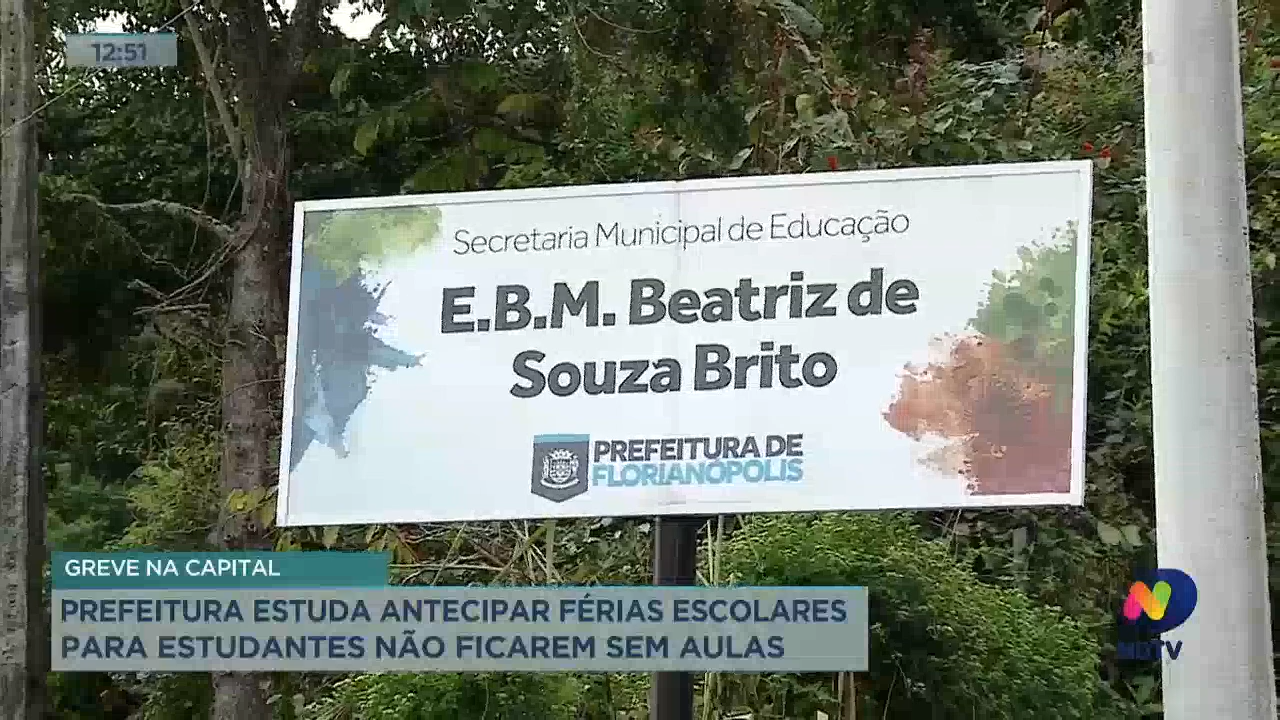 12:51
Secretaria Municipal de Educação
E.B.M. Beatriz de
Souza Brito
PREFEITURA DE
FLORIANÓPOLIS
GREVE NA CAPITAL
PREFEITURA ESTUDA ANTECIPAR FÉRIAS ESCOLARES
PARA ESTUDANTES NÃO FICAREM SEM AULAS
NDTV